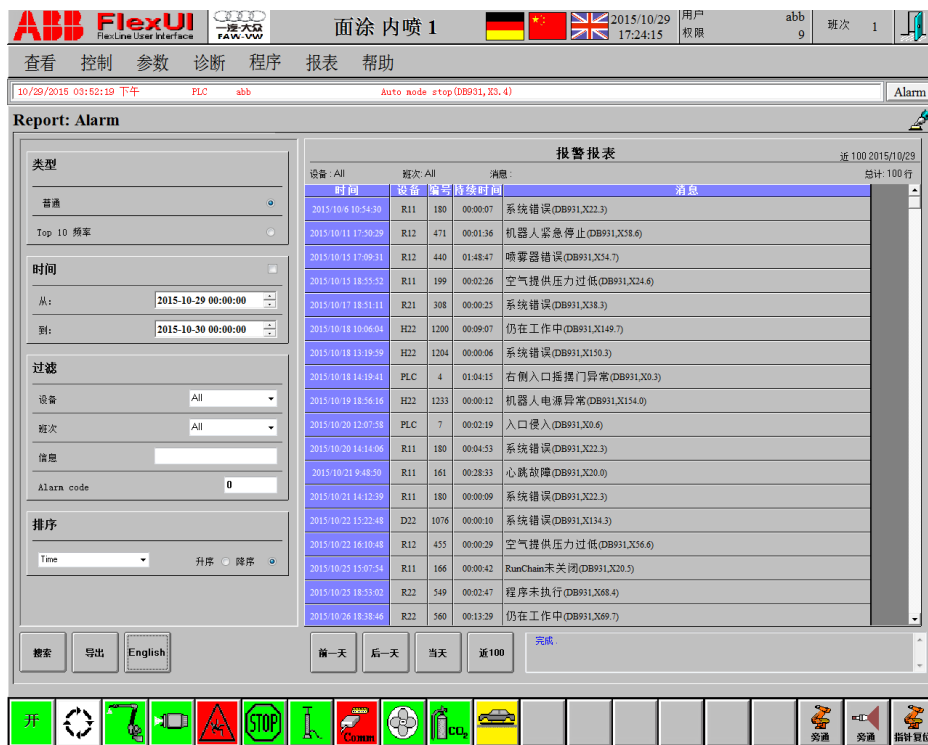 ABB FlexUI
FlexLine User Interface
一汽-大众
FAW-VW
面涂 内喷 1
2015/10/29
17:24:15
用户 abb
权限 9
班次 1
查看 控制 参数 诊断 程序 报表 帮助
10/29/2015 03:52:19 下午 PLC abb Auto mode stop(DB931,X3.4) Alarm
Report: Alarm
类型
普通
Top 10 频率
时间
从: 2015-10-29 00:00:00
到: 2015-10-30 00:00:00
过滤
设备 All
班次 All
信息
Alarm code 0
排序
Time 升序 降序
搜索 导出 English
报警报表
近 100 2015/10/29
设备 : All 班次: All 消息 : 总计: 100 行
时间 设备 编号 持续时间 消息
2015/10/6 10:54:30 R11 180 00:00:07 系统错误(DB931,X22.3)
2015/10/11 17:50:29 R12 471 00:01:36 机器人紧急停止(DB931,X58.6)
2015/10/15 17:09:31 R12 440 01:48:47 喷雾器错误(DB931,X54.7)
2015/10/15 18:55:52 R11 199 00:02:26 空气提供压力过低(DB931,X24.6)
2015/10/17 18:51:11 R21 308 00:00:25 系统错误(DB931,X38.3)
2015/10/18 10:06:04 H22 1200 00:09:07 仍在工作中(DB931,X149.7)
2015/10/18 13:19:59 H22 1204 00:00:06 系统错误(DB931,X150.3)
2015/10/18 14:19:41 PLC 4 01:04:15 右侧入口摇摆门异常(DB931,X0.3)
2015/10/19 18:56:16 H22 1233 00:00:12 机器人电源异常(DB931,X154.0)
2015/10/20 12:07:58 PLC 7 00:02:19 入口侵入(DB931,X0.6)
2015/10/20 14:14:06 R11 180 00:04:53 系统错误(DB931,X22.3)
2015/10/21 9:48:50 R11 161 00:28:33 心跳故障(DB931,X20.0)
2015/10/21 14:12:39 R11 180 00:00:09 系统错误(DB931,X22.3)
2015/10/22 15:22:48 D22 1076 00:00:10 系统错误(DB931,X134.3)
2015/10/22 16:10:48 R12 455 00:00:29 空气提供压力过低(DB931,X56.6)
2015/10/25 15:07:54 R11 166 00:00:42 RunChain未关闭(DB931,X20.5)
2015/10/25 18:53:02 R22 549 00:02:47 程序未执行(DB931,X68.4)
2015/10/26 18:38:46 R22 560 00:13:29 仍在工作中(DB931,X69.7)
前一天 后一天 当天 近100 完成.
开 STOP Comm CO2 旁通 旁通 指针复位